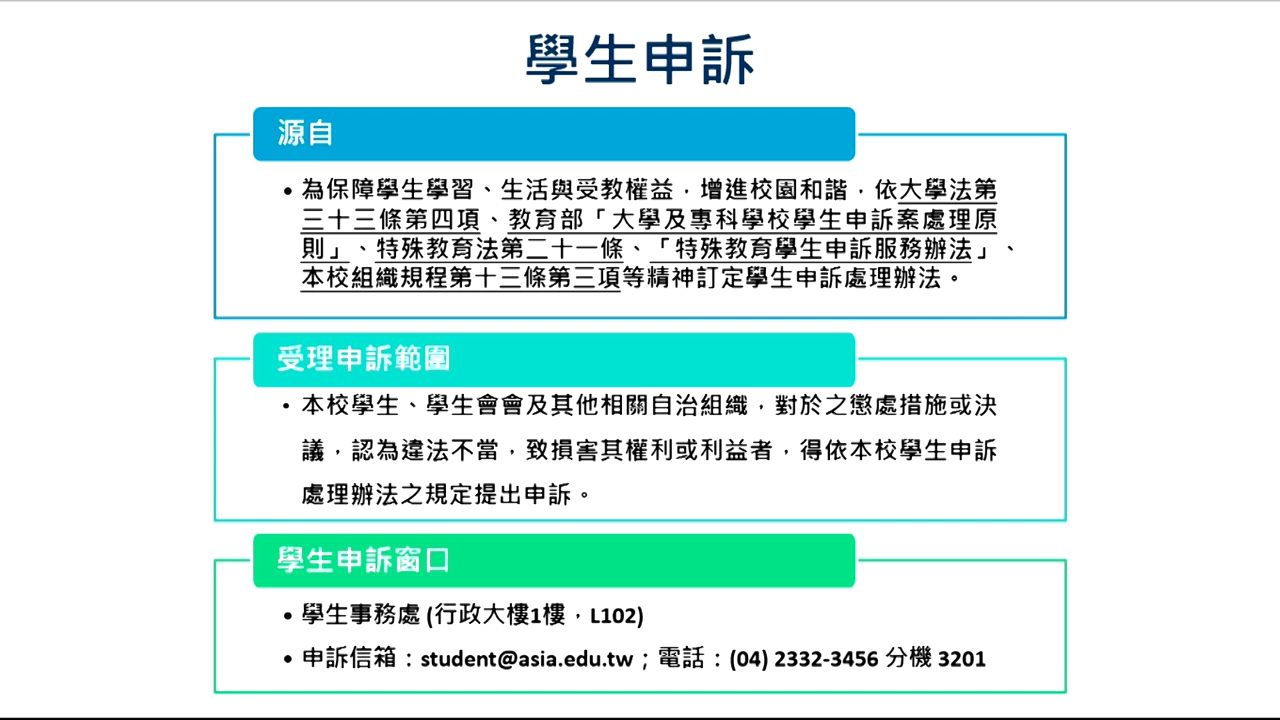 學生申訴
源自
• 為保障學生學習、生活與受教權益，增進校園和諧，依大學法第
三十三條第四項、教育部「大學及專科學校學生申訴案處理原
則」、特殊教育法第二十一條、「特殊教育學生申訴服務辦法」、
本校組織規程第十三條第三項等精神訂定學生申訴處理辦法。
受理申訴範圍
• 本校學生、學生會會及其他相關自治組織，對於之懲處措施或決
議，認為違法不當，致損害其權利或利益者，得依本校學生申訴
處理辦法之規定提出申訴。
學生申訴窗口
• 學生事務處 (行政大樓1樓，L102)
• 申訴信箱：student@asia.edu.tw；電話：(04) 2332-3456 分機 3201